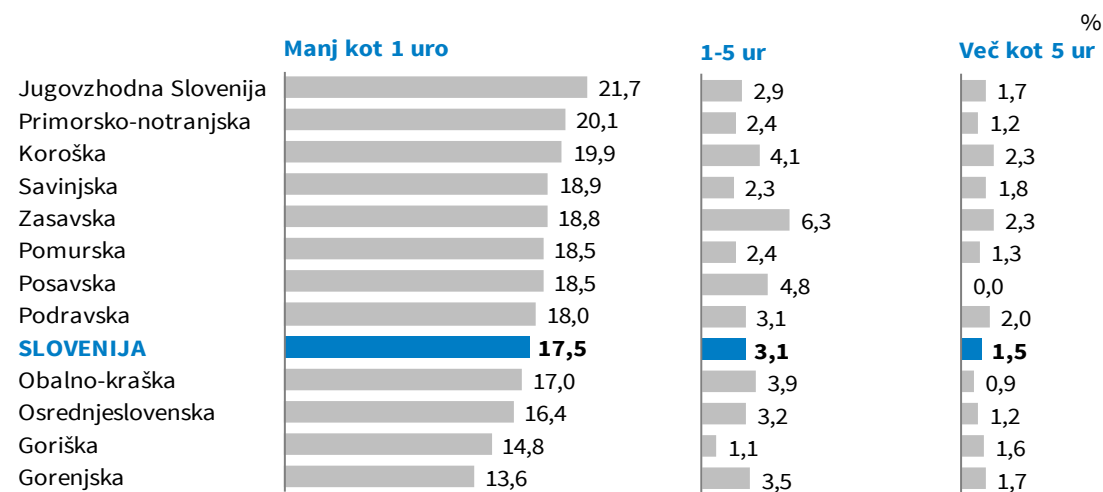 %
Manj kot 1 uro 1-5 ur Več kot 5 ur
Jugovzhodna Slovenija 21,7 2,9 1,7
Primorsko-notranjska 20,1 2,4 1,2
Koroška 19,9 4,1 2,3
Savinjska 18,9 2,3 1,8
Zasavska 18,8 6,3 2,3
Pomurska 18,5 2,4 1,3
Posavska 18,5 4,8 0,0
Podravska 18,0 3,1 2,0
SLOVENIJA 17,5 3,1 1,5
Obalno-kraška 17,0 3,9 0,9
Osrednjeslovenska 16,4 3,2 1,2
Goriška 14,8 1,1 1,6
Gorenjska 13,6 3,5 1,7